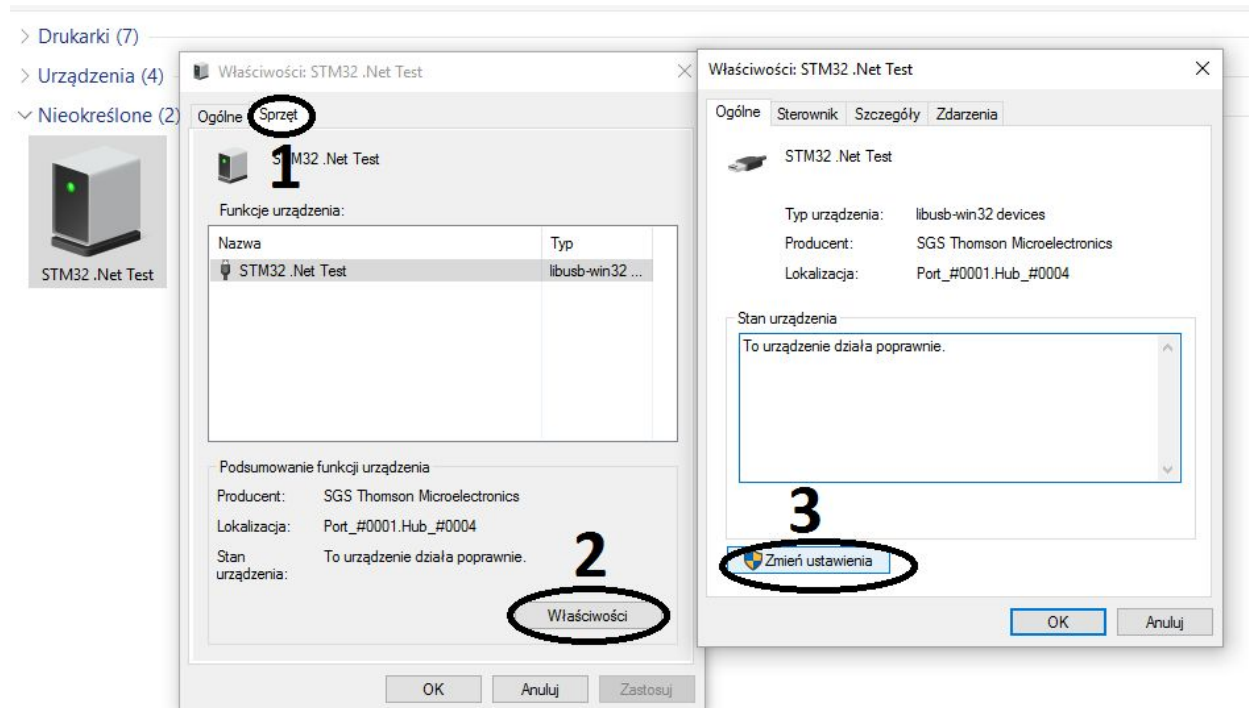 Drukarki (7)
Urządzenia (4)
Nieokreślone (2)
STM32 .Net Test
Właściwości: STM32 .Net Test
Ogólne Sprzęt
1
STM32 .Net Test
Funkcje urządzenia:
Nazwa Typ
STM32 .Net Test libusb-win32 ...
Podsumowanie funkcji urządzenia
Producent: SGS Thomson Microelectronics
Lokalizacja: Port_#0001.Hub_#0004
Stan urządzenia: To urządzenie działa poprawnie.
2
Właściwości
OK Anuluj Zastosuj
Właściwości: STM32 .Net Test
Ogólne Sterownik Szczegóły Zdarzenia
STM32 .Net Test
Typ urządzenia: libusb-win32 devices
Producent: SGS Thomson Microelectronics
Lokalizacja: Port_#0001.Hub_#0004
Stan urządzenia
To urządzenie działa poprawnie.
3
Zmień ustawienia
OK Anuluj